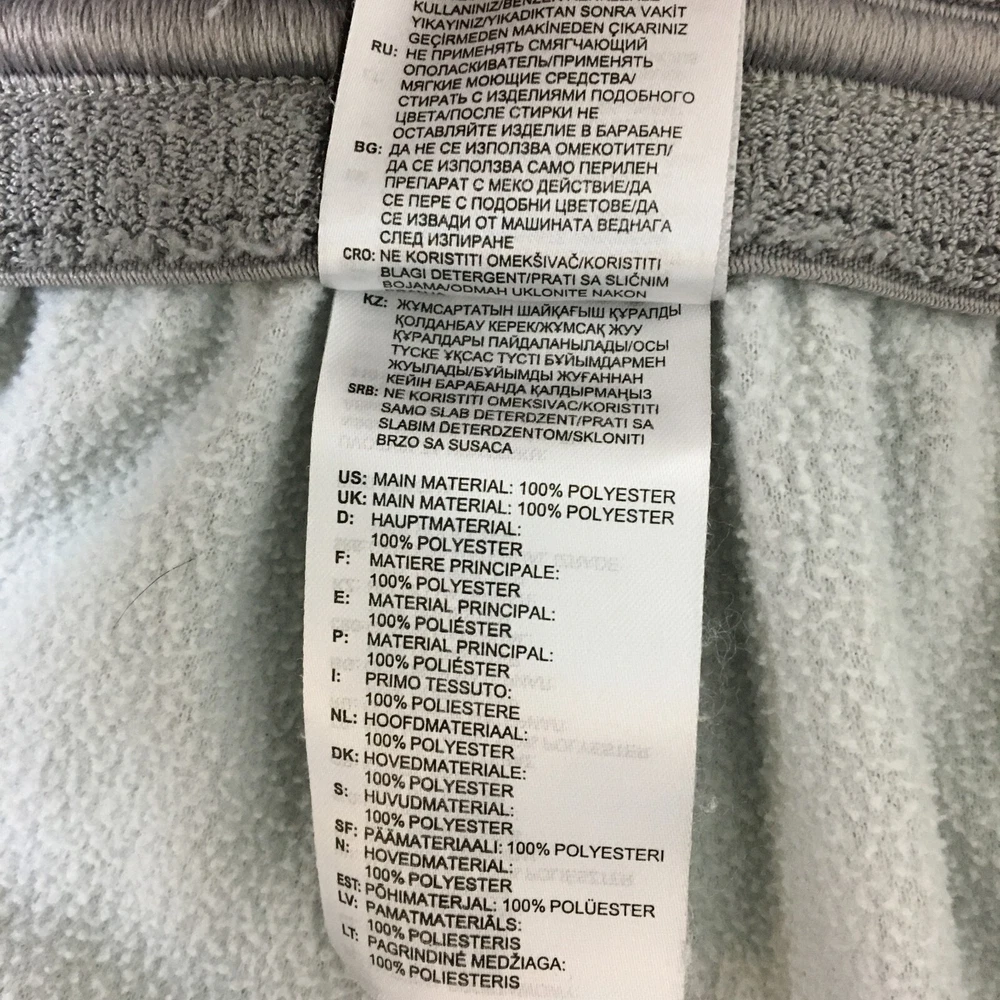 KULLANINIZ/BENZER RENKLERLE
YIKAYINIZ/YIKADIKTAN SONRA VAKİT
GEÇİRMEDEN MAKİNEDEN ÇIKARINIZ
RU: НЕ ПРИМЕНЯТЬ СМЯГЧАЮЩИЙ
ОПОЛАСКИВАТЕЛЬ/ПРИМЕНЯТЬ
МЯГКИЕ МОЮЩИЕ СРЕДСТВА/
СТИРАТЬ С ИЗДЕЛИЯМИ ПОДОБНОГО
ЦВЕТА/ПОСЛЕ СТИРКИ НЕ
ОСТАВЛЯЙТЕ ИЗДЕЛИЕ В БАРАБАНЕ
BG: ДА НЕ СЕ ИЗПОЛЗВА ОМЕКОТИТЕЛ/
ДА СЕ ИЗПОЛЗВА САМО ПЕРИЛЕН
ПРЕПАРАТ С МЕКО ДЕЙСТВИЕ/ДА
СЕ ПЕРЕ С ПОДОБНИ ЦВЕТОВЕ/ДА
СЕ ИЗВАДИ ОТ МАШИНАТА ВЕДНАГА
СЛЕД ИЗПИРАНЕ
CRO: NE KORISTITI OMEKŠIVAČ/KORISTITI
BLAGI DETERGENT/PRATI SA SLIČNIM
BOJAMA/ODMAH UKLONITE NAKON
KZ: ЖҰМСАРТАТЫН ШАЙҚАҒЫШ ҚҰРАЛДЫ
ҚОЛДАНБАУ КЕРЕК/ЖҰМСАҚ ЖУУ
ҚҰРАЛДАРЫ ПАЙДАЛАНЫЛАДЫ/ОСЫ
ТҮСКЕ ҰҚСАС ТҮСТІ БҰЙЫМДАРМЕН
ЖУЫЛАДЫ/БҰЙЫМДЫ ЖУҒАННАН
КЕЙІН БАРАБАНДА ҚАЛДЫРМАҢЫЗ
SRB: NE KORISTITI OMEKSIVAC/KORISTITI
SAMO SLAB DETERDZENT/PRATI SA
SLABIM DETERDZENTOM/SKLONITI
BRZO SA SUSACA
US: MAIN MATERIAL: 100% POLYESTER
UK: MAIN MATERIAL: 100% POLYESTER
D: HAUPTMATERIAL:
100% POLYESTER
F: MATIERE PRINCIPALE:
100% POLYESTER
E: MATERIAL PRINCIPAL:
100% POLIÉSTER
P: MATERIAL PRINCIPAL:
100% POLIÉSTER
I: PRIMO TESSUTO:
100% POLIESTERE
NL: HOOFDMATERIAAL:
100% POLYESTER
DK: HOVEDMATERIALE:
100% POLYESTER
S: HUVUDMATERIAL:
100% POLYESTER
SF: PÄÄMATERIAALI: 100% POLYESTERI
N: HOVEDMATERIAL:
100% POLYESTER
EST: PÕHIMATERJAL: 100% POLÜESTER
LV: PAMATMATERIĀLS:
100% POLIESTERIS
LT: PAGRINDINĖ MEDŽIAGA:
100% POLIESTERIS